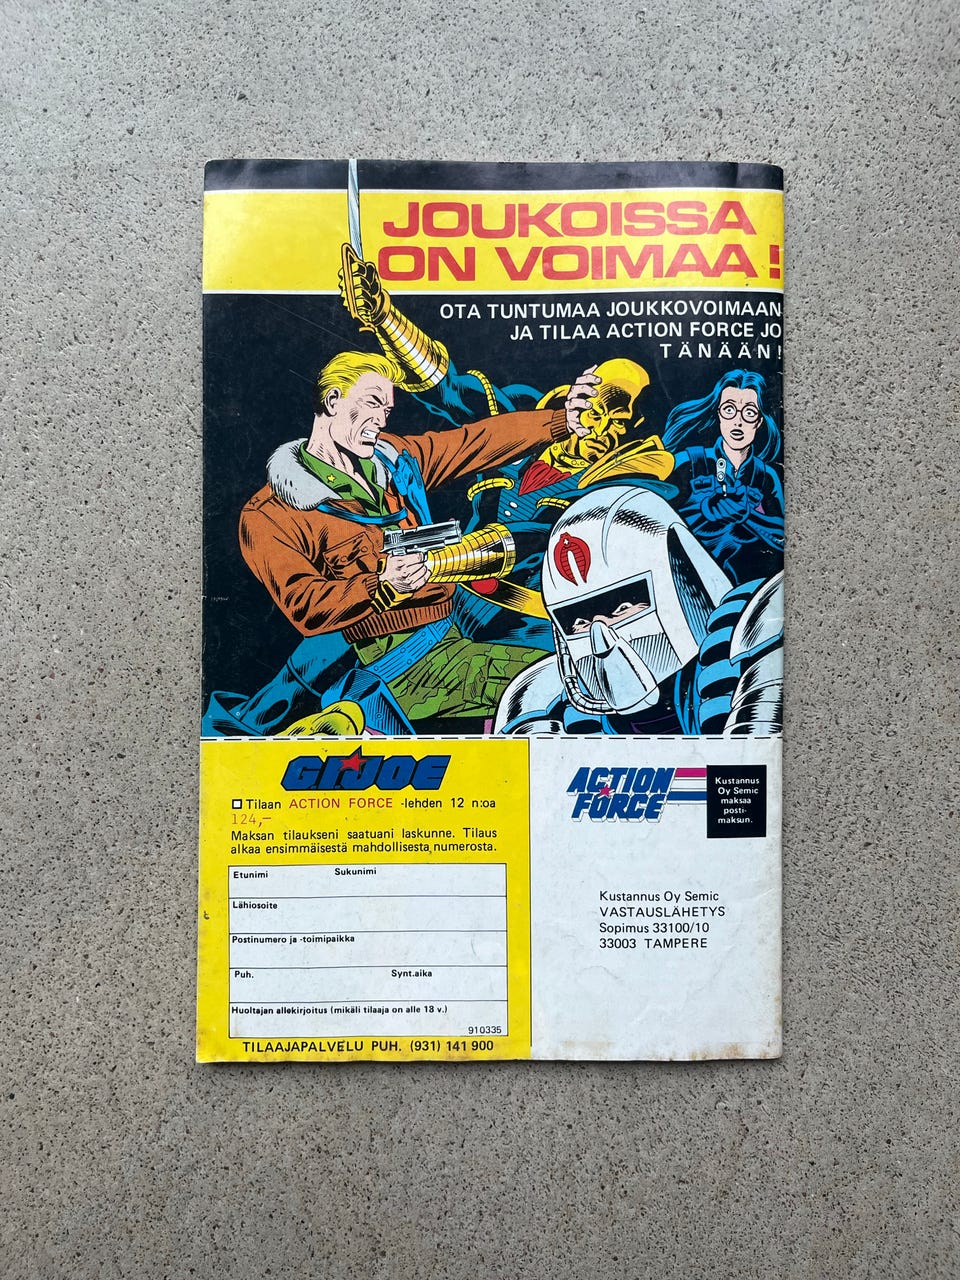 JOUKOISSA
ON VOIMAA!
OTA TUNTUMAA JOUKKOVOIMAAN
JA TILAA ACTION FORCE JO
TÄNÄÄN!
GI JOE
Tilaan ACTION FORCE -lehden 12 n:oa
124,—
Maksan tilaukseni saatuani laskunne. Tilaus
alkaa ensimmäisestä mahdollisesta numerosta.
Etunimi Sukunimi
Lähiosoite
Postinumero ja -toimipaikka
Puh. Synt.aika
Huoltajan allekirjoitus (mikäli tilaaja on alle 18 v.)
910335
TILAAJAPALVELU PUH. (931) 141 900
ACTION
FORCE
Kustannus
Oy Semic
maksaa
posti-
maksun.
Kustannus Oy Semic
VASTAUSLÄHETYS
Sopimus 33100/10
33003 TAMPERE